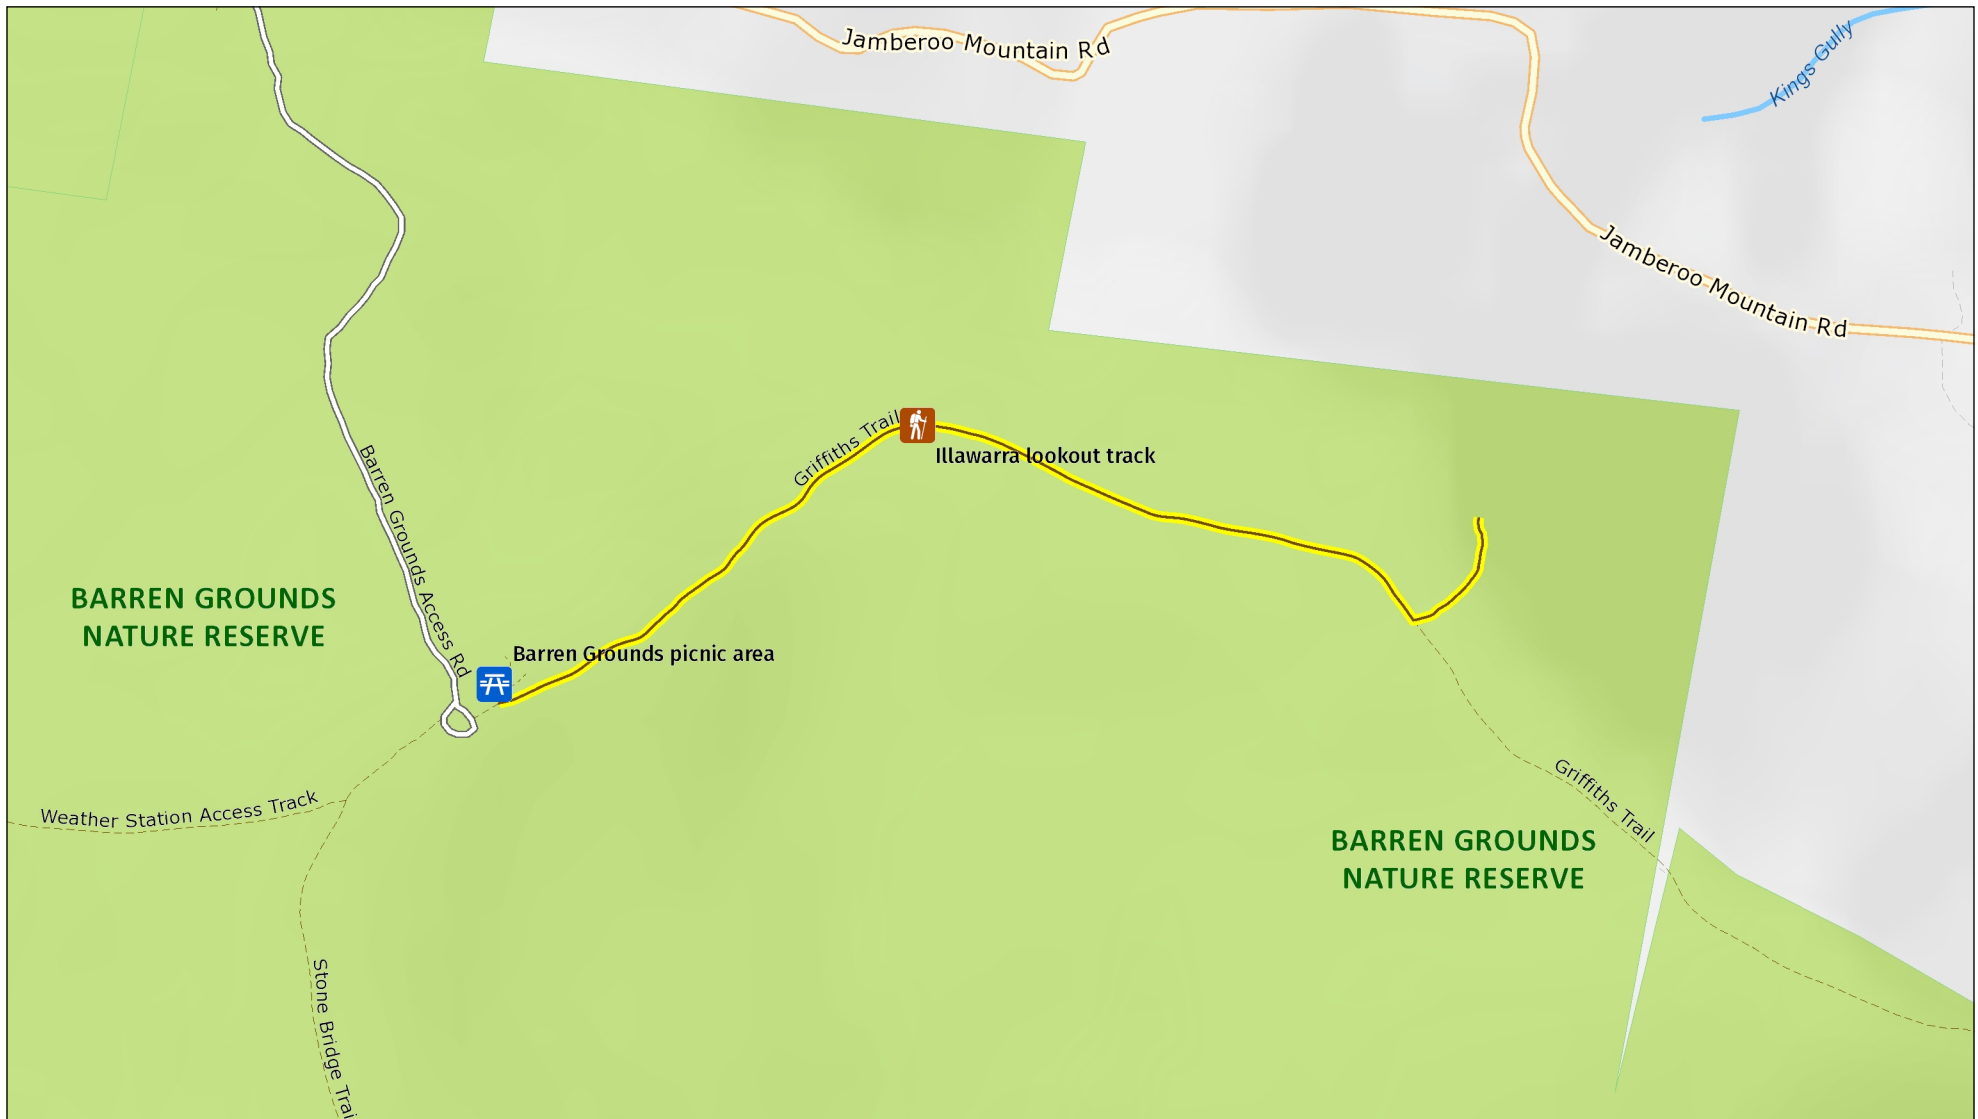 Jamberoo Mountain Rd
Kings Gully
Jamberoo Mountain Rd
Griffiths Trail
Illawarra lookout track
Barren Grounds Access Rd
BARREN GROUNDS
NATURE RESERVE
Barren Grounds picnic area
Griffiths Trail
Weather Station Access Track
BARREN GROUNDS
NATURE RESERVE
Stone Bridge Trai